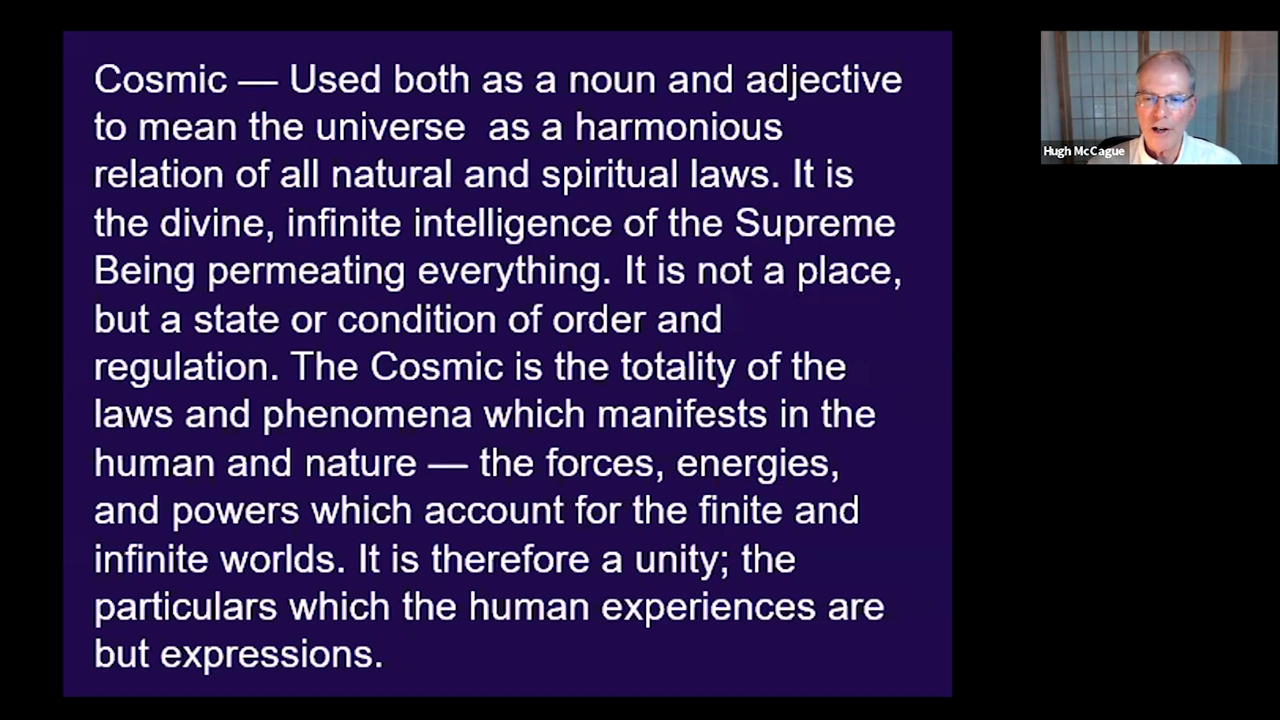 Cosmic — Used both as a noun and adjective
to mean the universe  as a harmonious
relation of all natural and spiritual laws. It is
the divine, infinite intelligence of the Supreme
Being permeating everything. It is not a place,
but a state or condition of order and
regulation. The Cosmic is the totality of the
laws and phenomena which manifests in the
human and nature — the forces, energies,
and powers which account for the finite and
infinite worlds. It is therefore a unity; the
particulars which the human experiences are
but expressions.
Hugh McCague